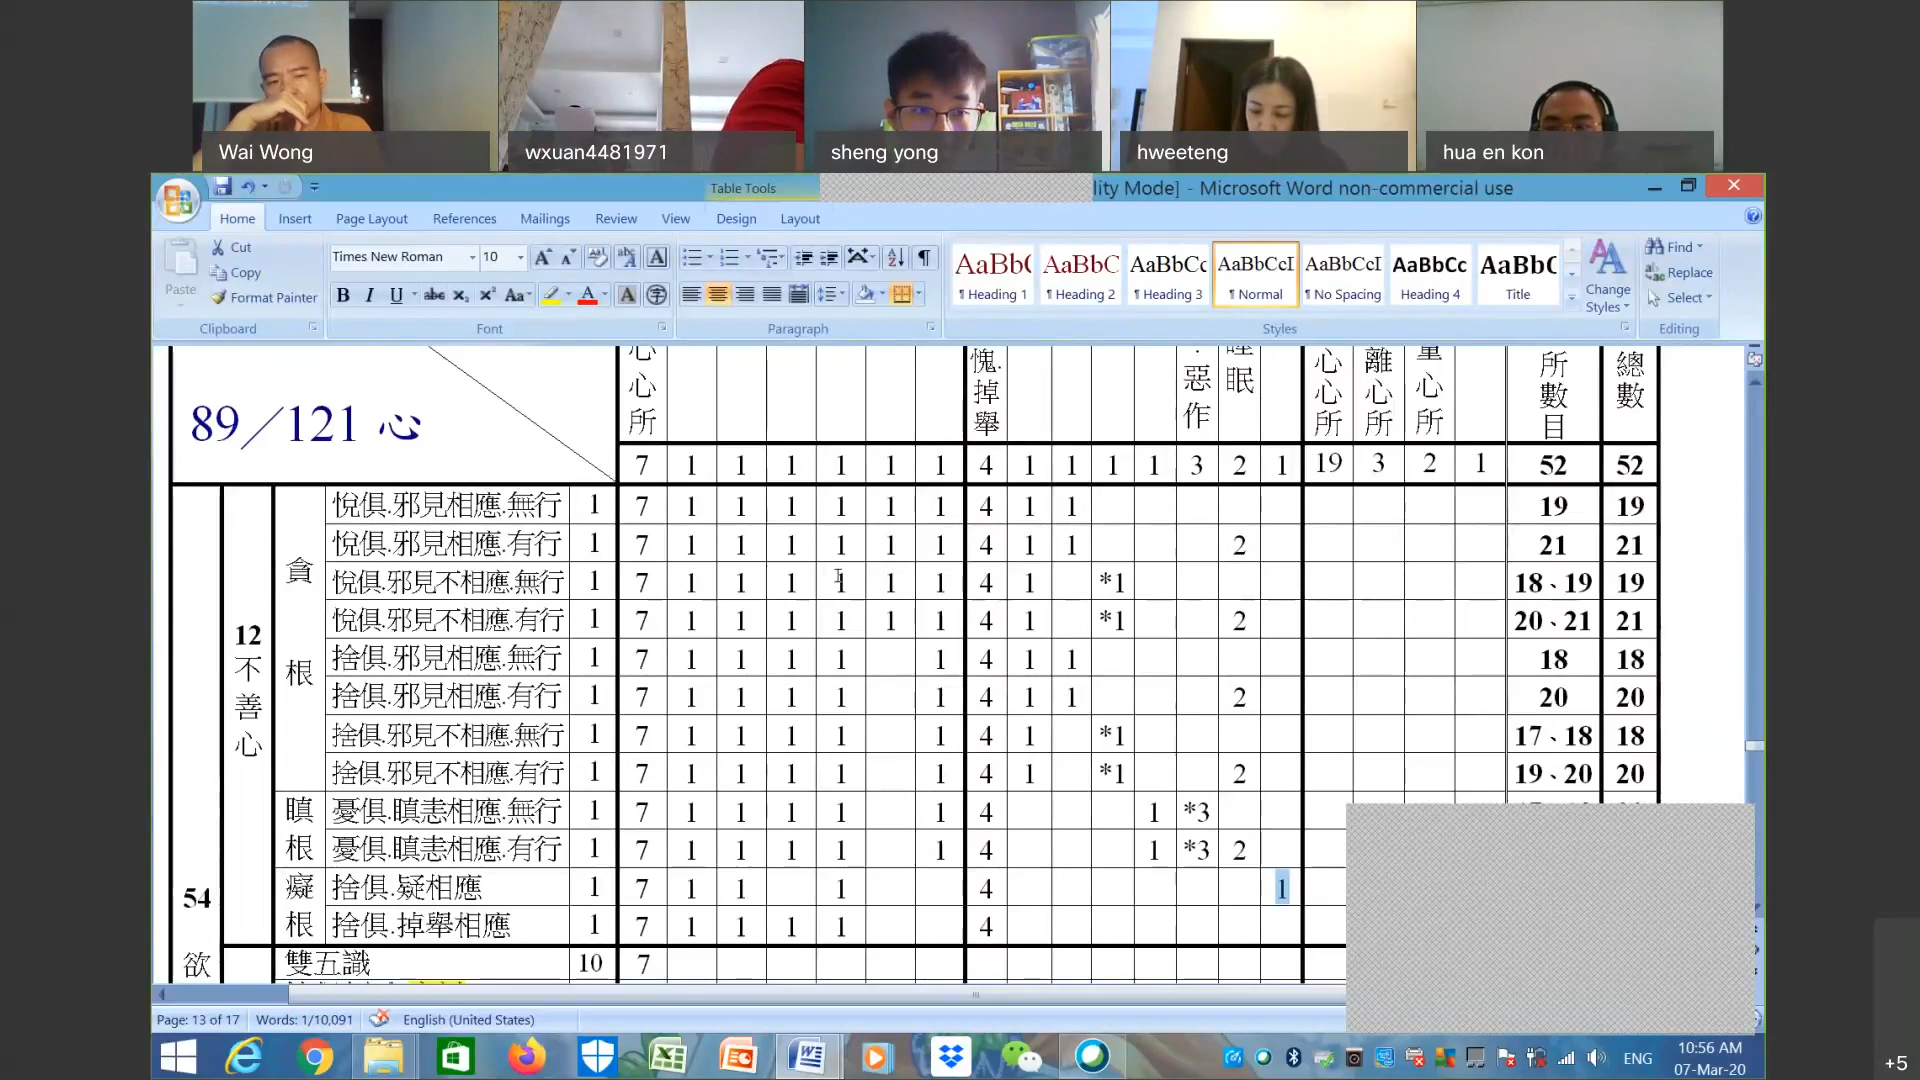 Wai Wong
wxuan4481971
sheng yong
hweeteng
hua en kon
Table Tools
lity Mode] - Microsoft Word non-commercial use
Home Insert Page Layout References Mailings Review View Design Layout
Paste
Cut
Copy
Format Painter
Clipboard
Times New Roman 10
Font
Paragraph
AaBb( AaBbC AaBbCc AaBbCcI AaBbCcI AaBbCc AaBbC
¶ Heading 1 ¶ Heading 2 ¶ Heading 3 ¶ Normal ¶ No Spacing Heading 4 Title
Change Styles
Styles
Find
Replace
Select
Editing
89/121 心
心心所
愧.掉舉
.惡作
睡眠
心心所
離心所
量心所
所數目
總數
7 1 1 1 1 1 1 4 1 1 1 1 3 2 1 19 3 2 1 52 52
54
欲
12不善心
貪根
悅俱.邪見相應.無行 1 7 1 1 1 1 1 1 4 1 1 19 19
悅俱.邪見相應.有行 1 7 1 1 1 1 1 1 4 1 1 2 21 21
悅俱.邪見不相應.無行 1 7 1 1 1 1 1 1 4 1 *1 18、19 19
悅俱.邪見不相應.有行 1 7 1 1 1 1 1 1 4 1 *1 2 20、21 21
捨俱.邪見相應.無行 1 7 1 1 1 1 1 4 1 1 18 18
捨俱.邪見相應.有行 1 7 1 1 1 1 1 4 1 1 2 20 20
捨俱.邪見不相應.無行 1 7 1 1 1 1 1 4 1 *1 17、18 18
捨俱.邪見不相應.有行 1 7 1 1 1 1 1 4 1 *1 2 19、20 20
瞋根
憂俱.瞋恚相應.無行 1 7 1 1 1 1 1 4 1 *3
憂俱.瞋恚相應.有行 1 7 1 1 1 1 1 4 1 *3 2
癡根
捨俱.疑相應 1 7 1 1 1 4 1
捨俱.掉舉相應 1 7 1 1 1 1 4
雙五識 10 7
Page: 13 of 17 Words: 1/10,091 English (United States)
ENG
10:56 AM
07-Mar-20
+5